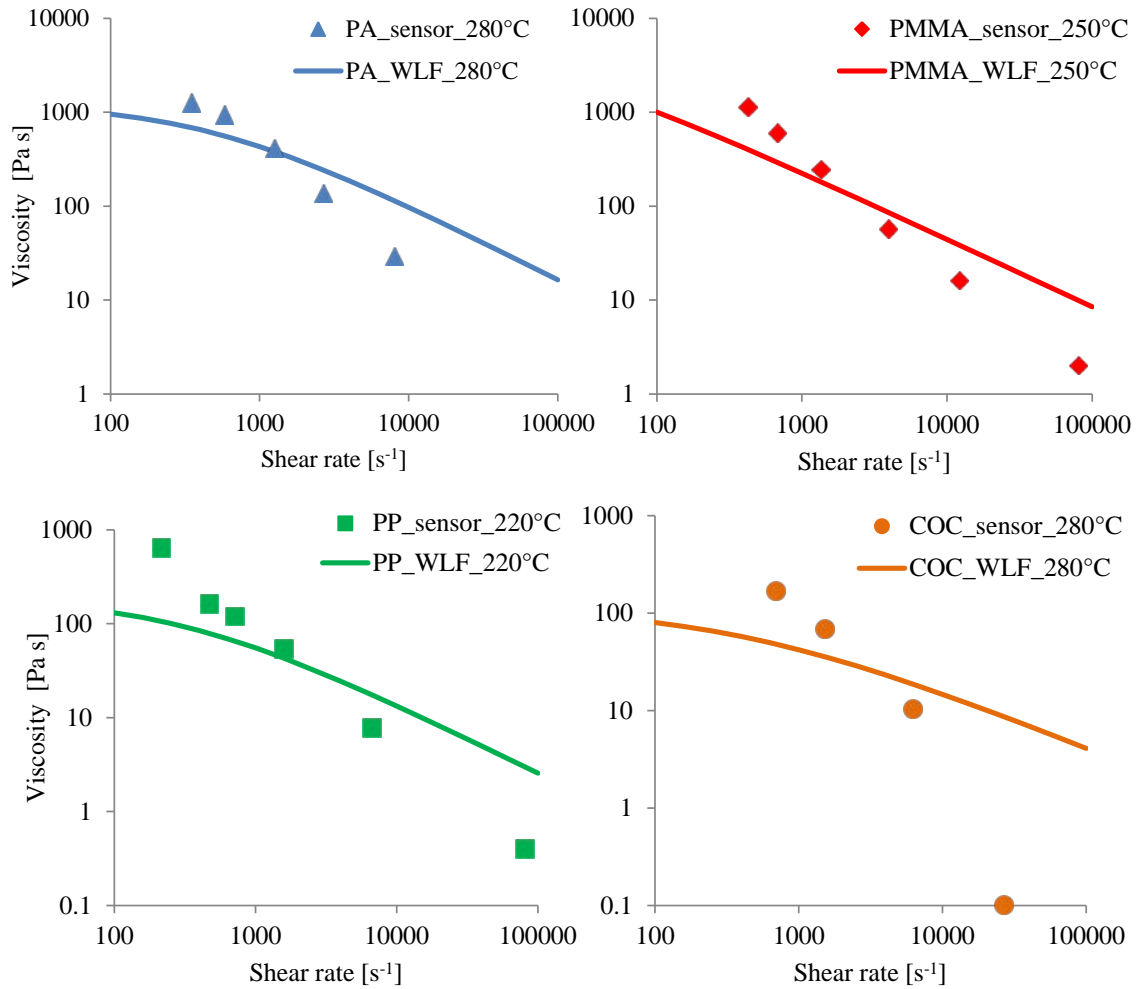 10000
1000
100
10
1
Viscosity  [Pa s]
100
1000
10000
100000
Shear rate [s-1]
PA_sensor_280°C
PA_WLF_280°C
10000
1000
100
10
1
100
1000
10000
100000
Shear rate [s-1]
PMMA_sensor_250°C
PMMA_WLF_250°C
1000
100
10
1
0.1
Viscosity  [Pa s]
100
1000
10000
100000
Shear rate [s-1]
PP_sensor_220°C
PP_WLF_220°C
1000
100
10
1
0.1
100
1000
10000
100000
Shear rate [s-1]
COC_sensor_280°C
COC_WLF_280°C